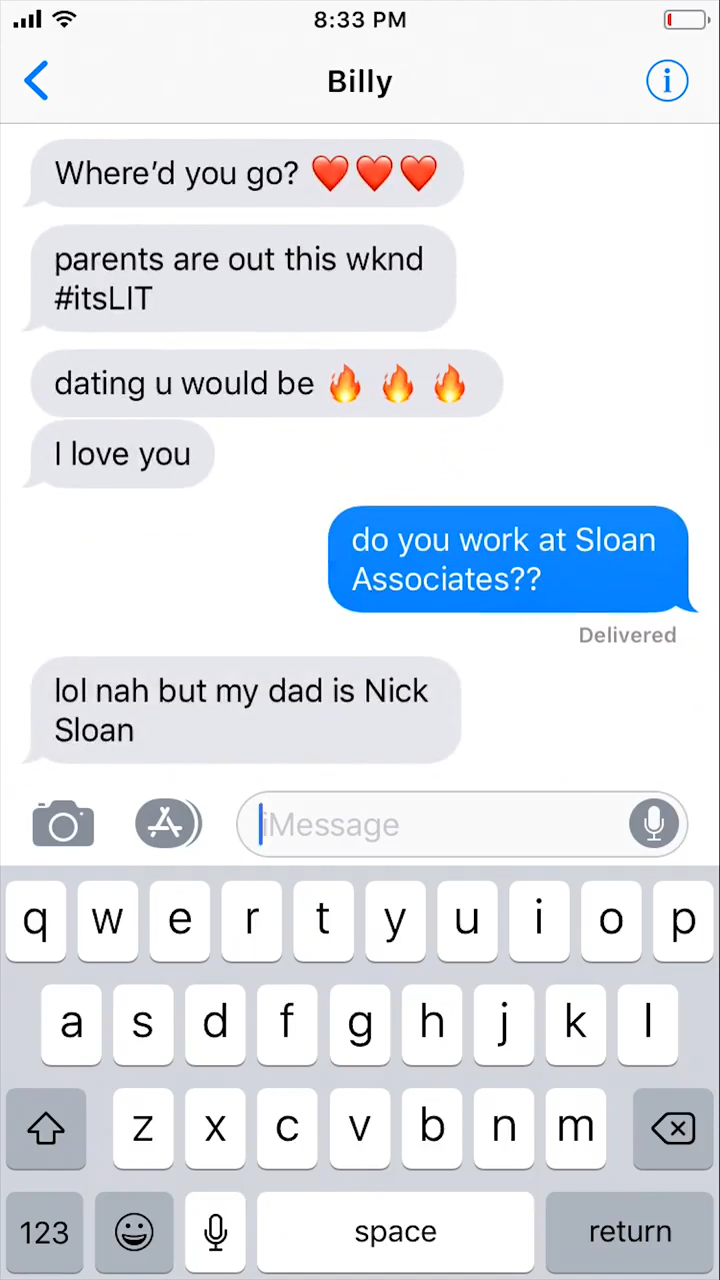 8:33 PM
Billy
Where'd you go? ❤️❤️❤️
parents are out this wknd
#itsLIT
dating u would be 🔥 🔥 🔥
I love you
do you work at Sloan
Associates??
Delivered
lol nah but my dad is Nick
Sloan
iMessage
q w e r t y u i o p
a s d f g h j k l
z x c v b n m
123 space return